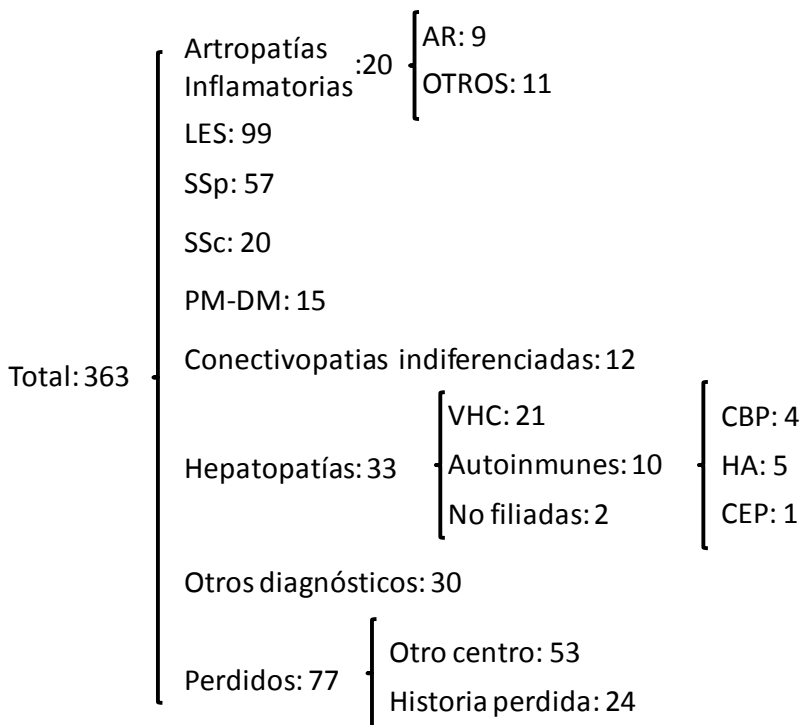 Total: 363
Artropatías
Inflamatorias :20
AR: 9
OTROS: 11
LES: 99
SSp: 57
SSc: 20
PM-DM: 15
Conectivopatias indiferenciadas: 12
Hepatopatías: 33
VHC: 21
Autoinmunes: 10
No filiadas: 2
CBP: 4
HA: 5
CEP: 1
Otros diagnósticos: 30
Perdidos: 77
Otro centro: 53
Historia perdida: 24